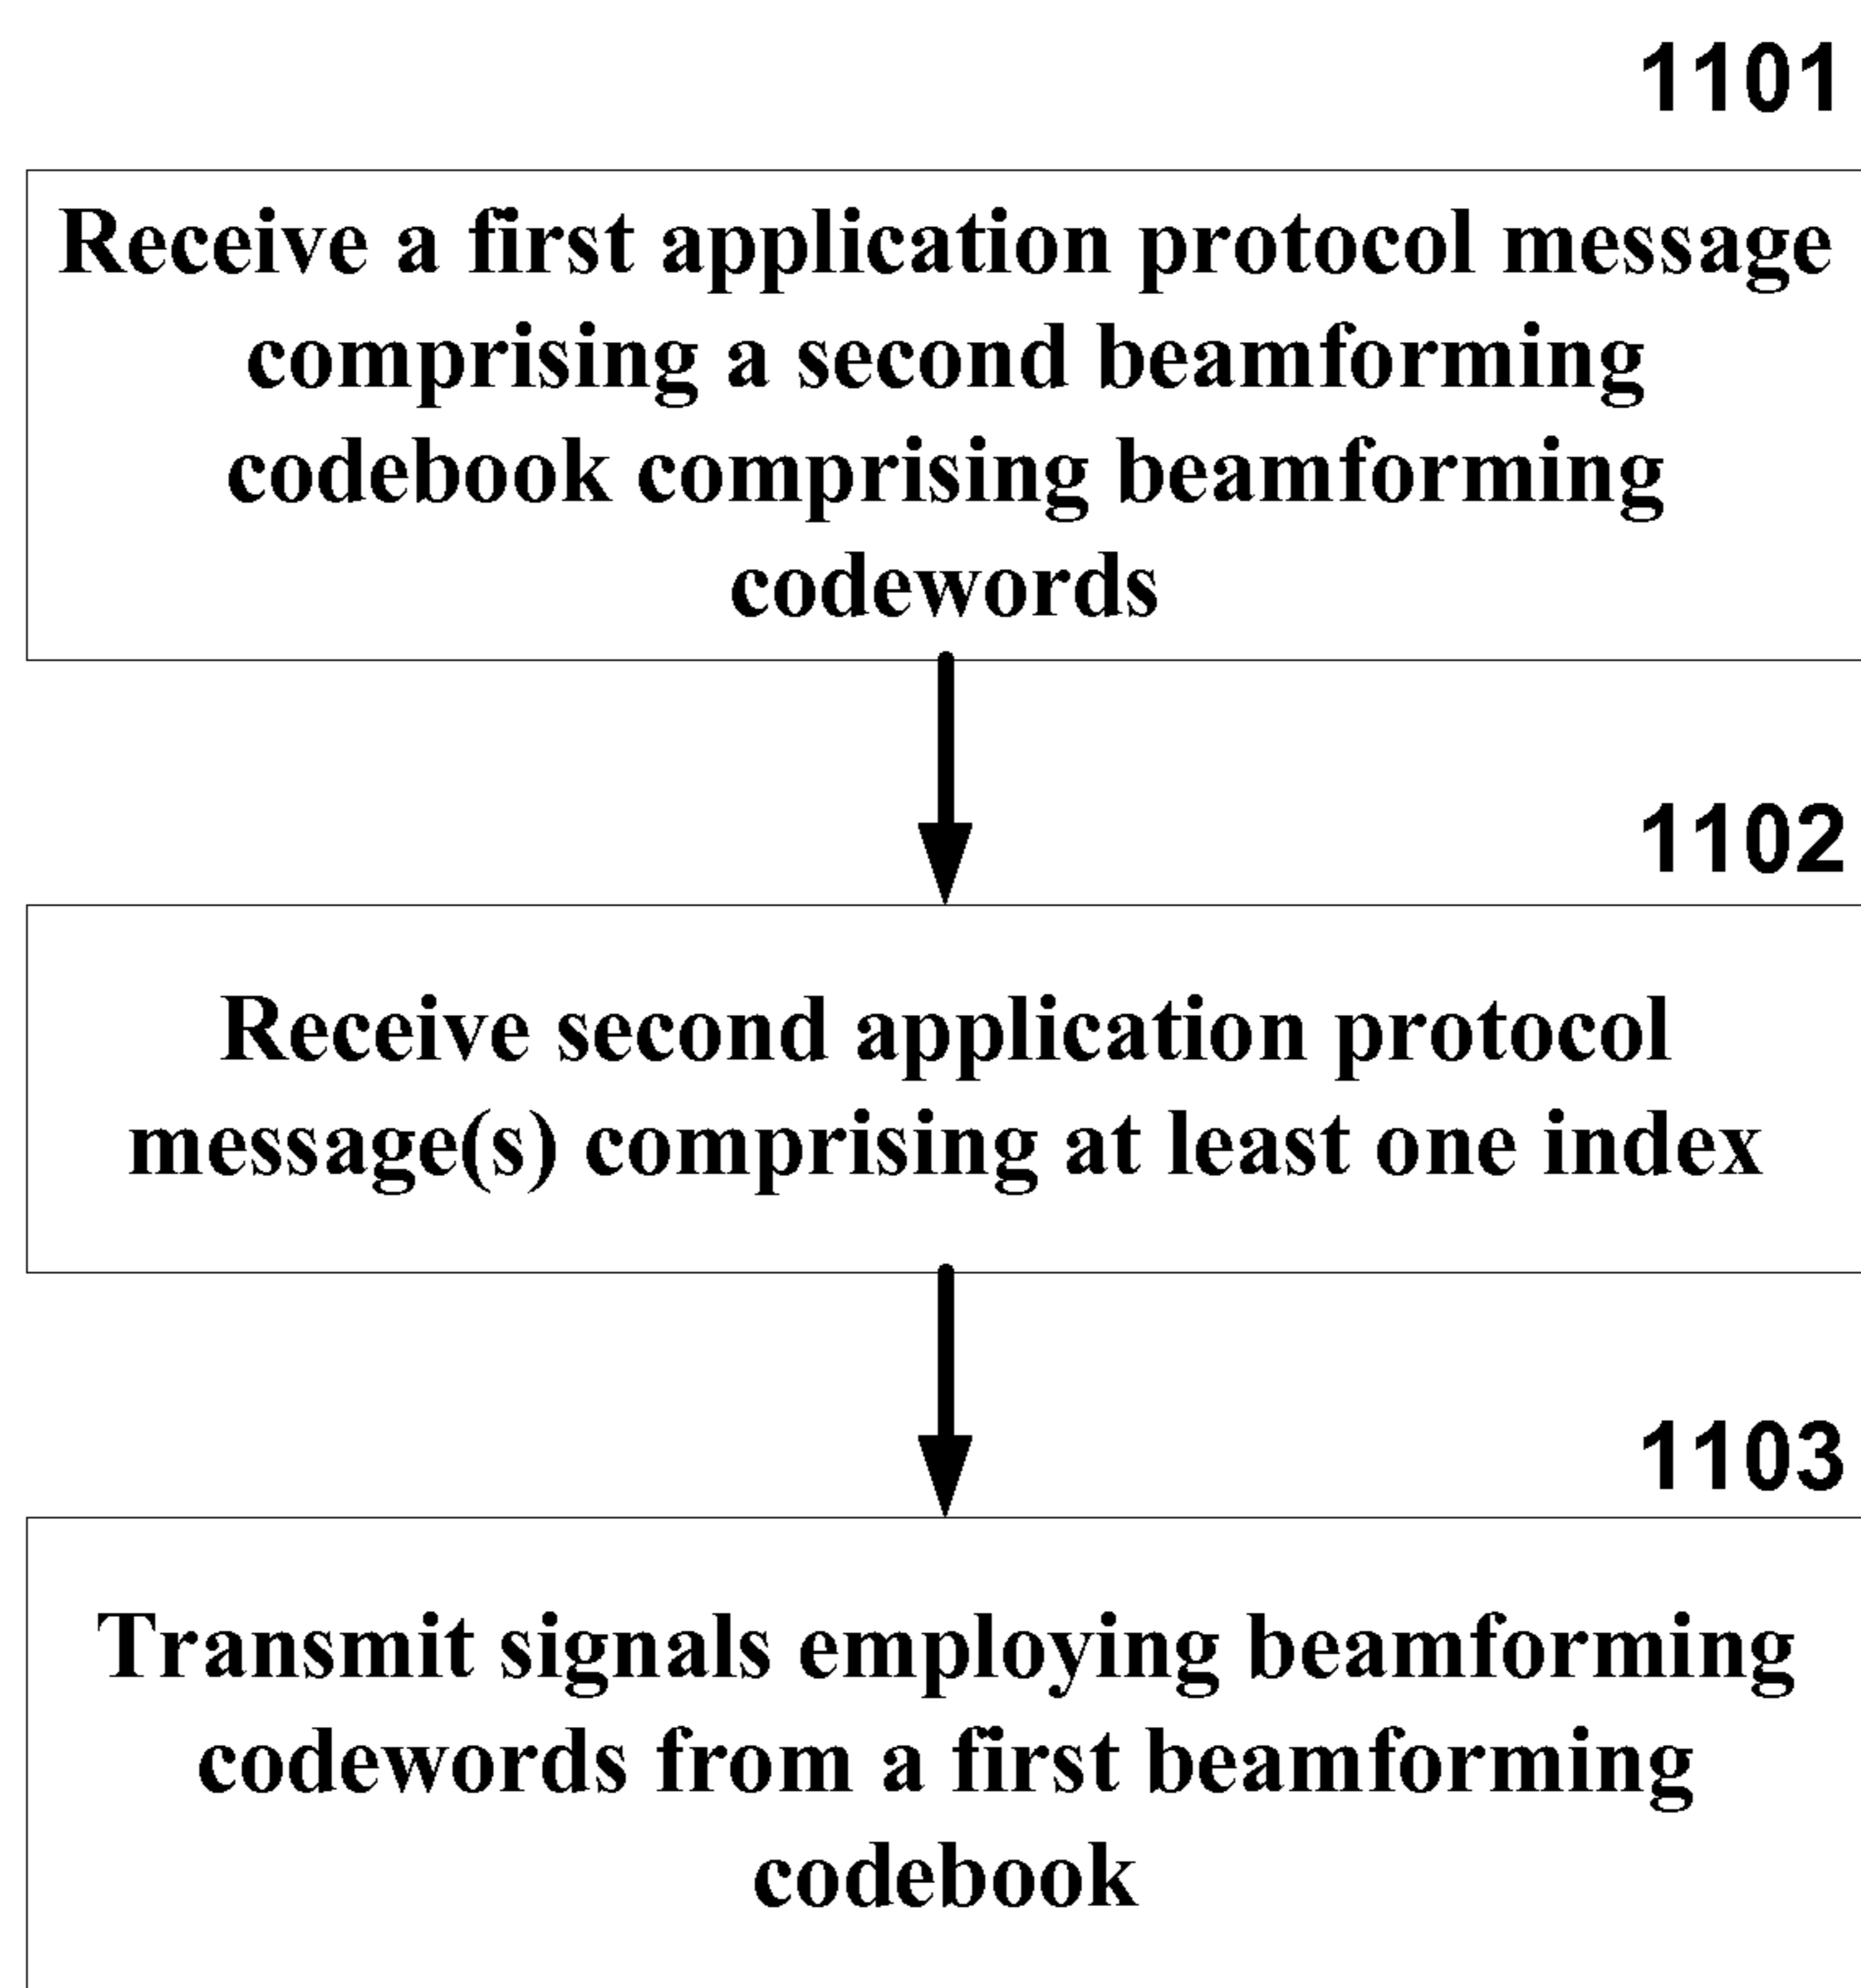 1101
Receive a first application protocol message
comprising a second beamforming
codebook comprising beamforming
codewords
1102
Receive second application protocol
message(s) comprising at least one index
1103
Transmit signals employing beamforming
codewords from a first beamforming
codebook